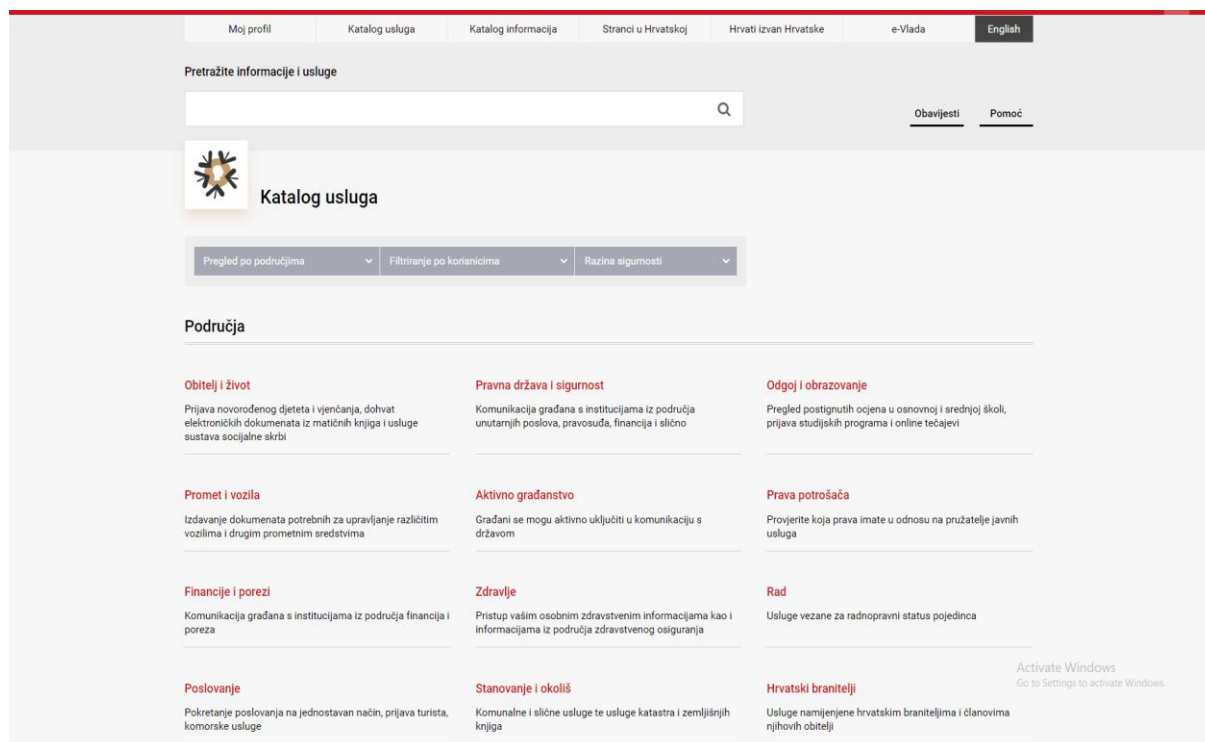 Moj profil
Katalog usluga
Katalog informacija
Stranci u Hrvatskoj
Hrvati izvan Hrvatske
e-Vlada
English
Pretražite informacije i usluge
Obavijesti
Pomoć
Katalog usluga
Pregled po područjima
Filtriranje po korisnicima
Razina sigurnosti
Područja
Obitelj i život
Prijava novorođenog djeteta i vjenčanja, dohvat
elektroničkih dokumenata iz matičnih knjiga i usluge
sustava socijalne skrbi
Pravna država i sigurnost
Komunikacija građana s institucijama iz područja
unutarnjih poslova, pravosuđa, financija i slično
Odgoj i obrazovanje
Pregled postignutih ocjena u osnovnoj i srednjoj školi,
prijava studijskih programa i online tečajevi
Promet i vozila
Izdavanje dokumenata potrebnih za upravljanje različitim
vozilima i drugim prometnim sredstvima
Aktivno građanstvo
Građani se mogu aktivno uključiti u komunikaciju s
državom
Prava potrošača
Provjerite koja prava imate u odnosu na pružatelje javnih
usluga
Financije i porezi
Komunikacija građana s institucijama iz područja financija i
poreza
Zdravlje
Pristup vašim osobnim zdravstvenim informacijama kao i
informacijama iz područja zdravstvenog osiguranja
Rad
Usluge vezane za radnopravni status pojedinca
Poslovanje
Pokretanje poslovanja na jednostavan način, prijava turista,
komorske usluge
Stanovanje i okoliš
Komunalne i slične usluge te usluge katastra i zemljišnjih
knjiga
Hrvatski branitelji
Usluge namijenjene hrvatskim braniteljima i članovima
njihovih obitelji
Activate Windows
Go to Settings to activate Windows.